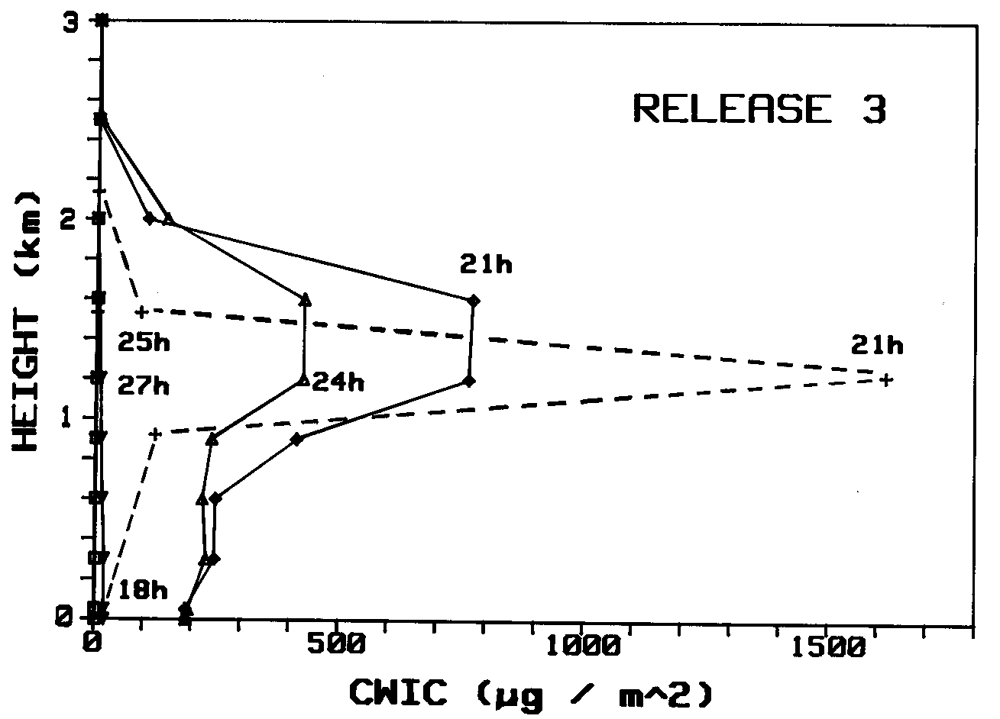 3
RELEASE 3
HEIGHT (km)
2
21h
25h
21h
27h
24h
1
18h
0
0 500 1000 1500
CWIC (µg / m^2)